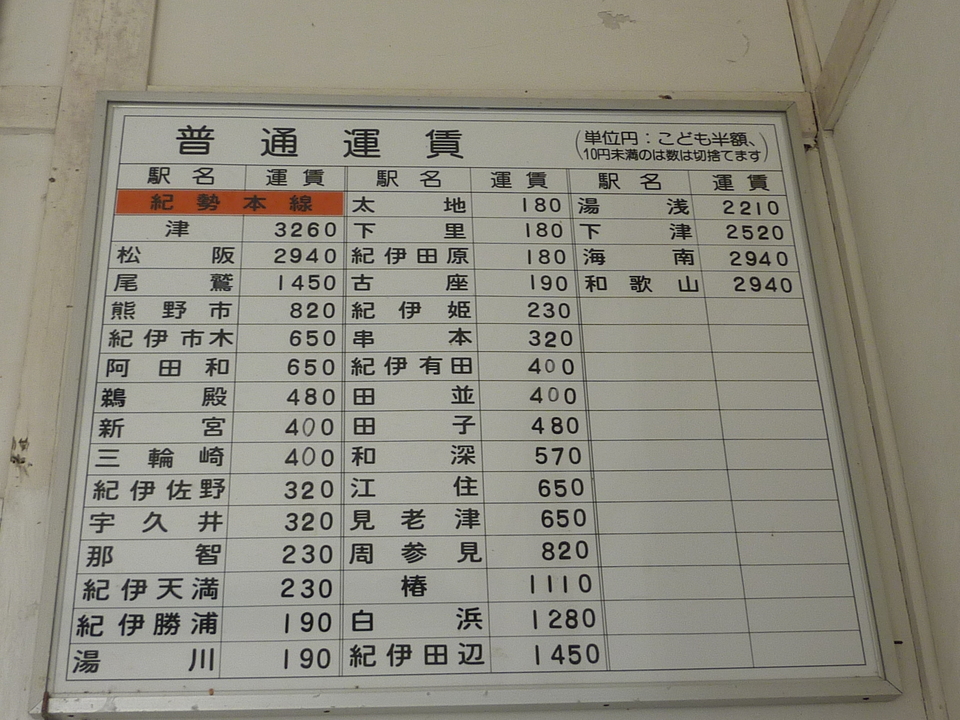 普通運賃 (単位円：こども半額、
10円未満のは数は切捨てます)
駅名 運賃 駅名 運賃 駅名 運賃
紀勢本線 太地 180 湯浅 2210
津 3260 下里 180 下津 2520
松阪 2940 紀伊田原 180 海南 2940
尾鷲 1450 古座 190 和歌山 2940
熊野市 820 紀伊姫 230
紀伊市木 650 串本 320
阿田和 650 紀伊有田 400
鵜殿 480 田並 400
新宮 400 田子 480
三輪崎 400 和深 570
紀伊佐野 320 江住 650
宇久井 320 見老津 650
那智 230 周参見 820
紀伊天満 230 椿 1110
紀伊勝浦 190 白浜 1280
湯川 190 紀伊田辺 1450